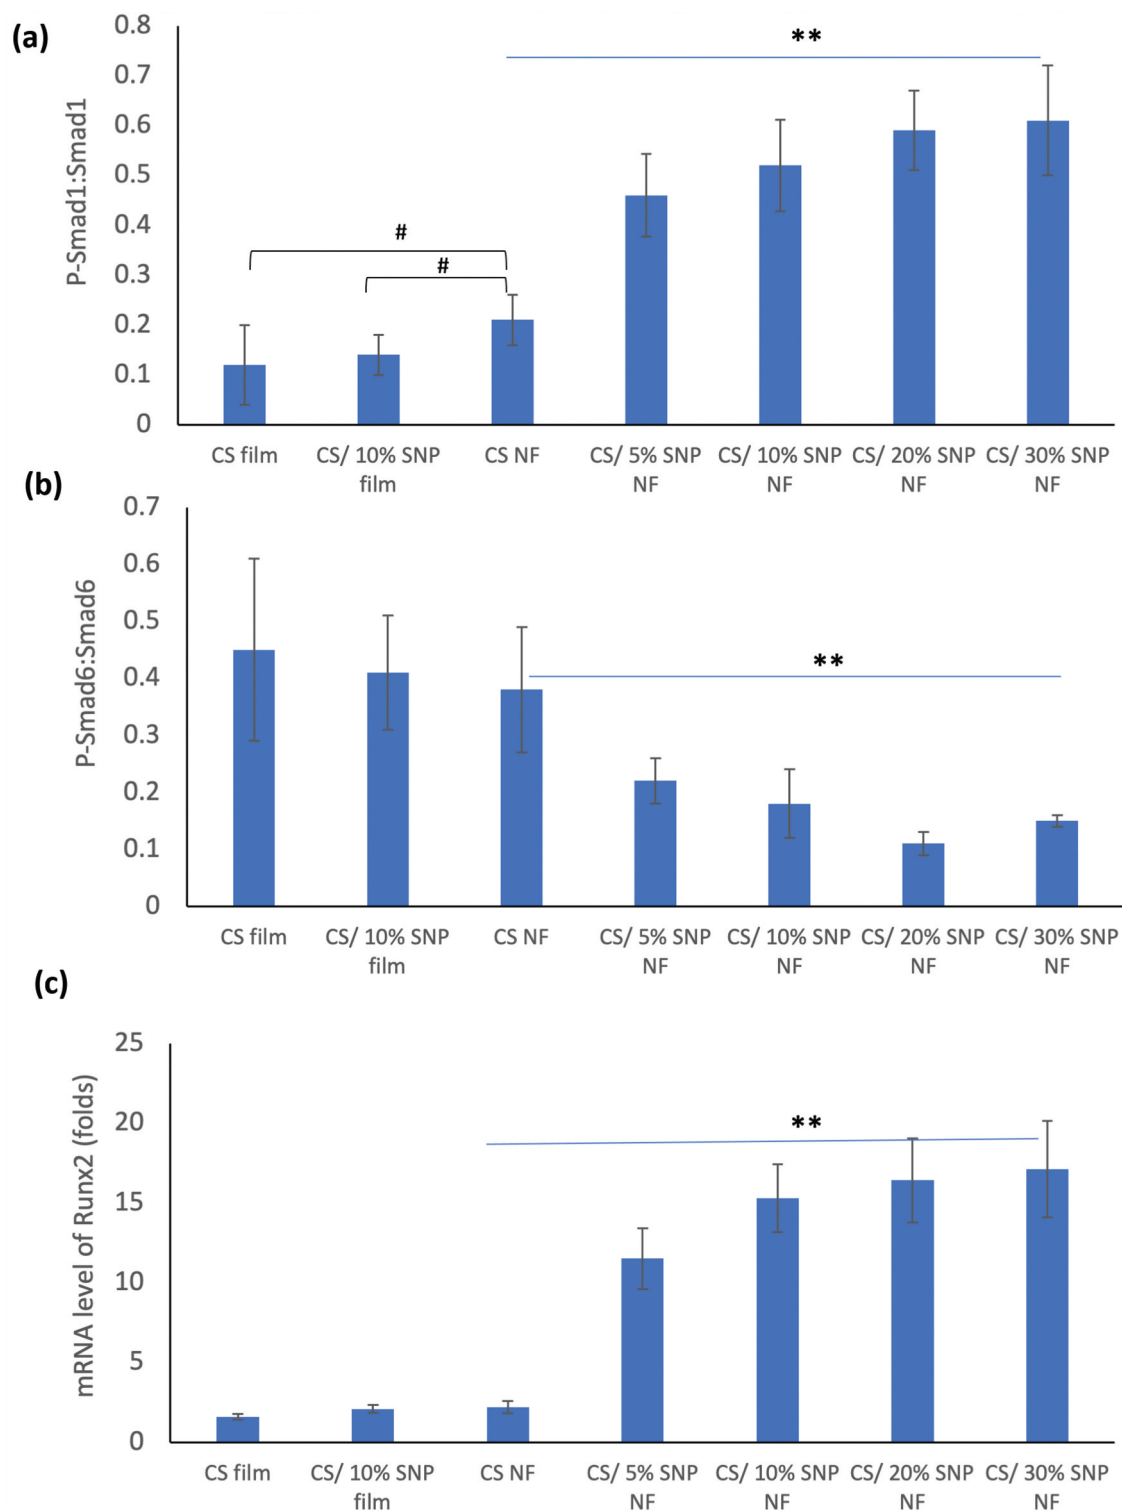 (a)
P-Smad1:Smad1
0.8
0.7
0.6
0.5
0.4
0.3
0.2
0.1
0
**
#
#
CS film
CS/ 10% SNP
film
CS NF
CS/ 5% SNP
NF
CS/ 10% SNP
NF
CS/ 20% SNP
NF
CS/ 30% SNP
NF
(b)
P-Smad6:Smad6
0.7
0.6
0.5
0.4
0.3
0.2
0.1
0
**
CS film
CS/ 10% SNP
film
CS NF
CS/ 5% SNP
NF
CS/ 10% SNP
NF
CS/ 20% SNP
NF
CS/ 30% SNP
NF
(c)
mRNA level of Runx2 (folds)
25
20
15
10
5
0
**
CS film
CS/ 10% SNP
film
CS NF
CS/ 5% SNP
NF
CS/ 10% SNP
NF
CS/ 20% SNP
NF
CS/ 30% SNP
NF